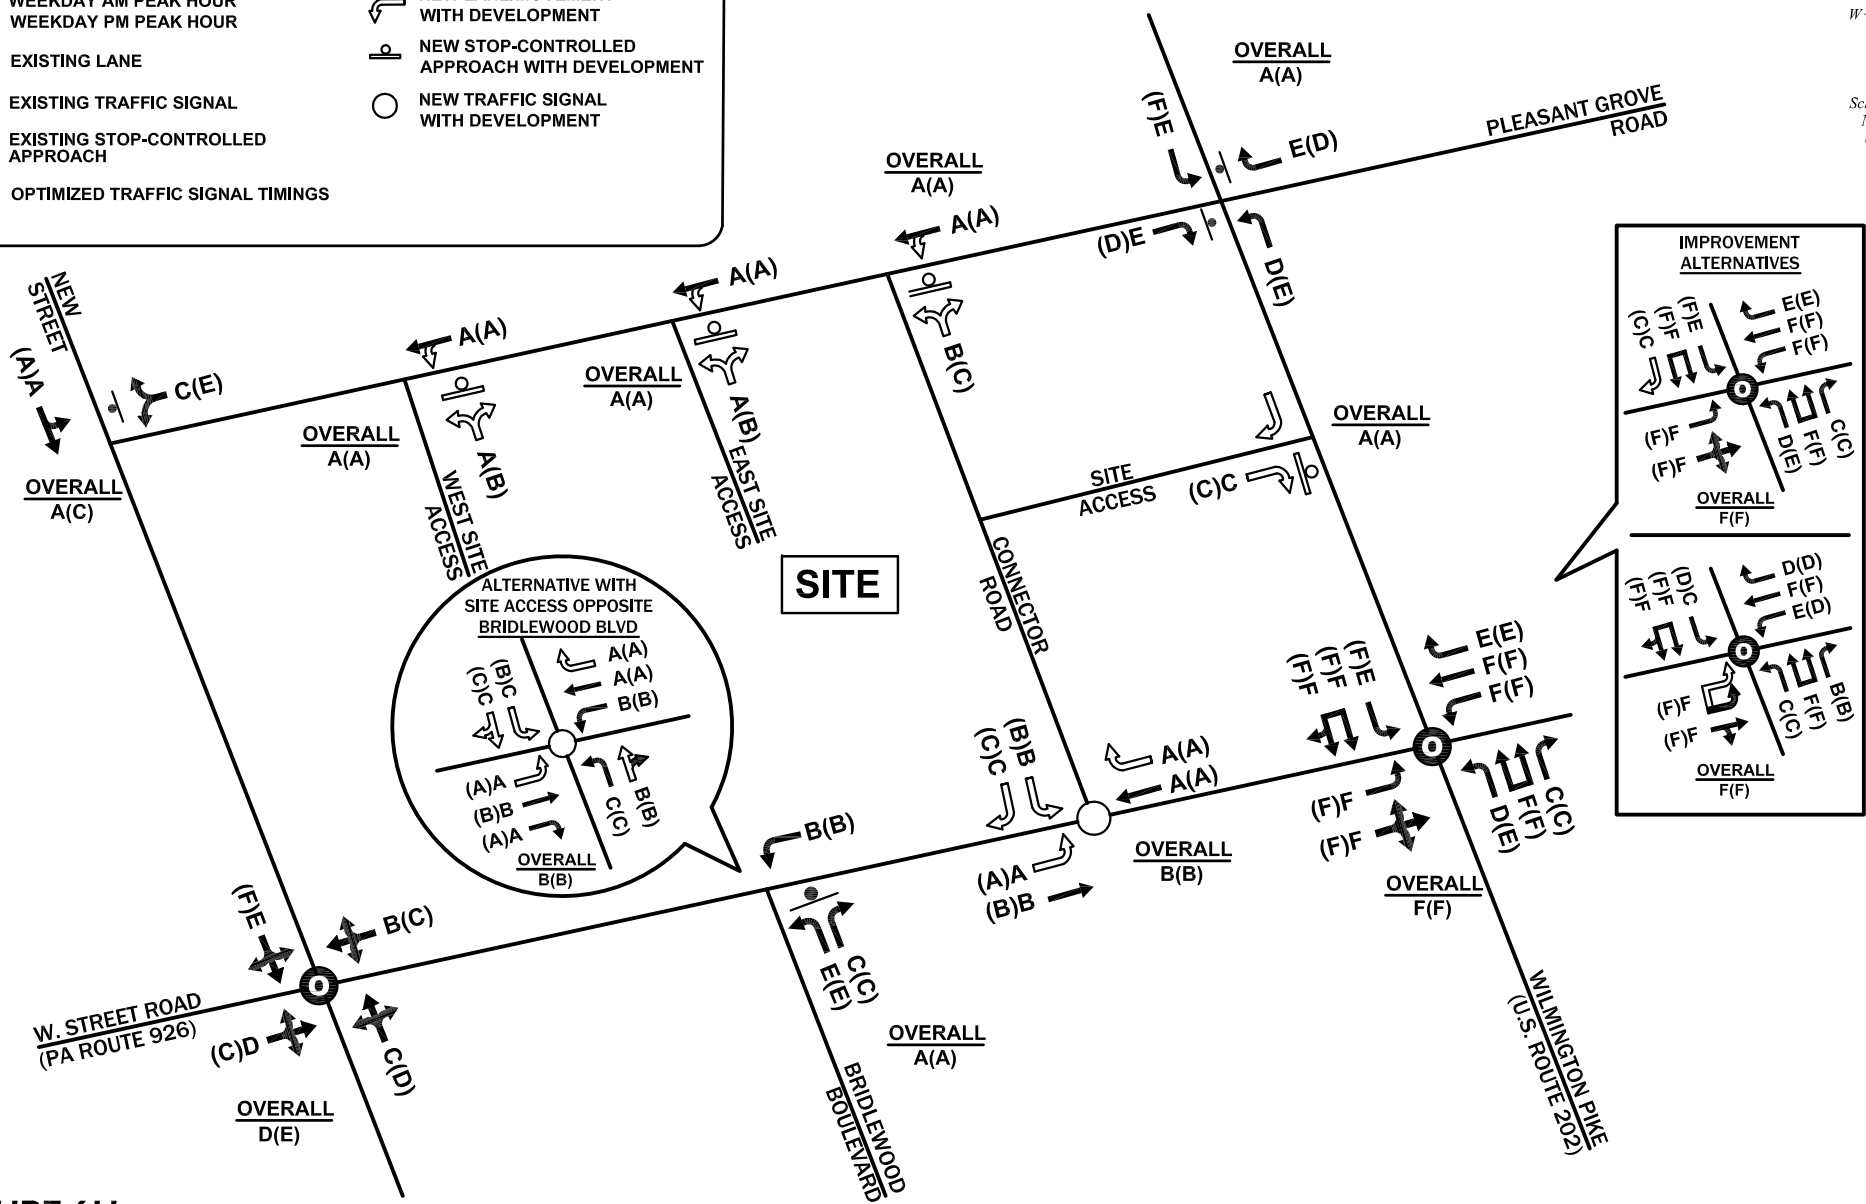 WEEKDAY AM PEAK HOUR
WEEKDAY PM PEAK HOUR
EXISTING LANE
EXISTING TRAFFIC SIGNAL
EXISTING STOP-CONTROLLED
APPROACH
OPTIMIZED TRAFFIC SIGNAL TIMINGS
WITH DEVELOPMENT
NEW STOP-CONTROLLED
APPROACH WITH DEVELOPMENT
NEW TRAFFIC SIGNAL
WITH DEVELOPMENT
OVERALL
A(A)
(F)E
E(D)
PLEASANT GROVE
ROAD
(D)E
D(E)
OVERALL
A(A)
A(A)
B(C)
A(A)
OVERALL
A(A)
A(B)
EAST SITE
ACCESS
A(A)
OVERALL
A(A)
A(B)
WEST SITE
ACCESS
NEW
STREET
(A)A
C(E)
OVERALL
A(C)
OVERALL
A(A)
SITE
ACCESS
(C)C
SITE
CONNECTOR
ROAD
IMPROVEMENT
ALTERNATIVES
(C)C
(F)F
(F)E
E(E)
F(F)
F(F)
(F)F
(F)F
D(E)
F(F)
C(C)
OVERALL
F(F)
(F)F
(F)F
(D)C
D(D)
F(F)
E(D)
(F)F
(F)F
C(C)
F(F)
B(B)
OVERALL
F(F)
ALTERNATIVE WITH
SITE ACCESS OPPOSITE
BRIDLEWOOD BLVD
(C)C
(B)C
A(A)
A(A)
B(B)
(A)A
(B)B
(A)A
C(C)
B(B)
OVERALL
B(B)
(F)F
(F)F
(F)E
E(E)
F(F)
F(F)
(F)F
(F)F
D(E)
F(F)
C(C)
OVERALL
F(F)
(C)C
(B)B
A(A)
A(A)
(A)A
(B)B
OVERALL
B(B)
B(B)
E(E)
C(C)
OVERALL
A(A)
BRIDLEWOOD
BOULEVARD
WILMINGTON PIKE
(U.S. ROUTE 202)
(F)E
B(C)
W. STREET ROAD
(PA ROUTE 926)
(C)D
C(D)
OVERALL
D(E)